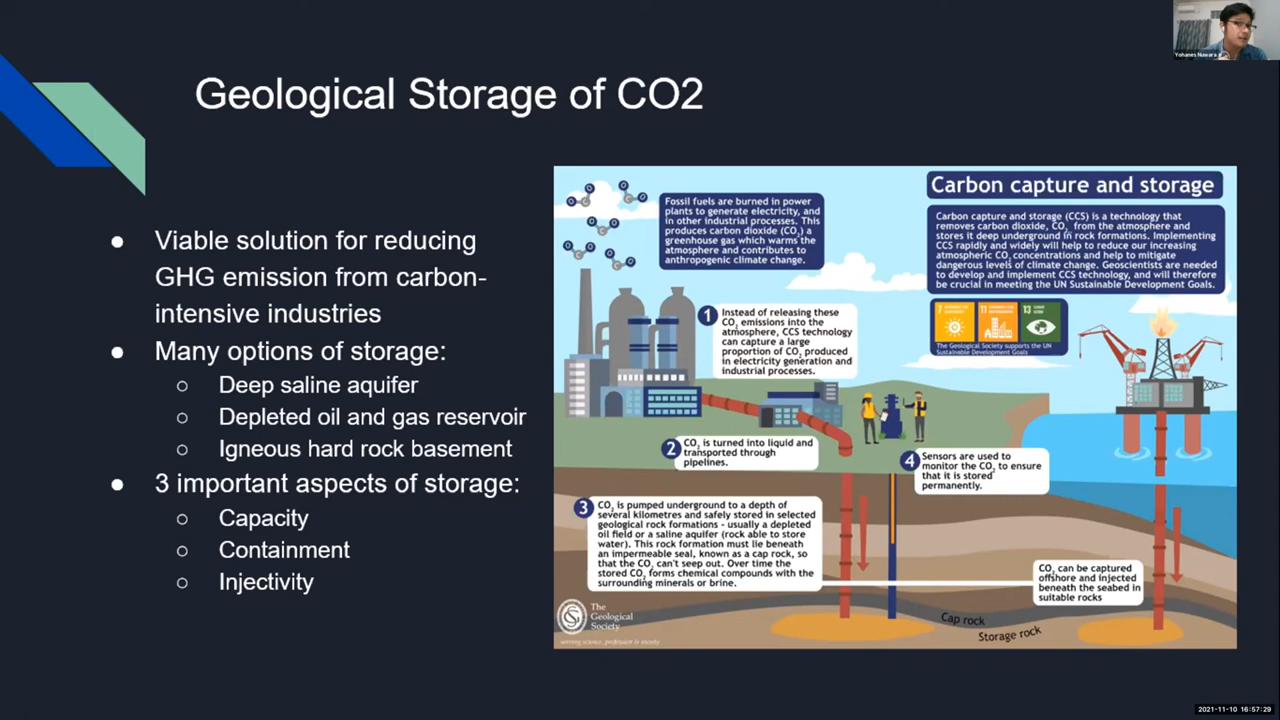 Yohanes Nuwara
Geological Storage of CO2
● Viable solution for reducing
GHG emission from carbon-
intensive industries
● Many options of storage:
○ Deep saline aquifer
○ Depleted oil and gas reservoir
○ Igneous hard rock basement
● 3 important aspects of storage:
○ Capacity
○ Containment
○ Injectivity
Fossil fuels are burned in power
plants to generate electricity, and
in other industrial processes. This
produces carbon dioxide (CO₂) a
greenhouse gas which warms the
atmosphere and contributes to
anthropogenic climate change.
Carbon capture and storage
Carbon capture and storage (CCS) is a technology that
removes carbon dioxide, CO₂ from the atmosphere and
stores it deep underground in rock formations. Implementing
CCS rapidly and widely will help to reduce our increasing
atmospheric CO₂ concentrations and help to mitigate
dangerous levels of climate change. Geoscientists are needed
to develop and implement CCS technology, and will therefore
be crucial in meeting the UN Sustainable Development Goals.
7 11 13
The Geological Society supports the UN
Sustainable Development Goals
1 Instead of releasing these
CO₂ emissions into the
atmosphere, CCS technology
can capture a large
proportion of CO₂ produced
in electricity generation and
industrial processes.
2 CO₂ is turned into liquid and
transported through
pipelines.
4 Sensors are used to
monitor the CO₂ to ensure
that it is stored
permanently.
3 CO₂ is pumped underground to a depth of
several kilometres and safely stored in selected
geological rock formations - usually a depleted
oil field or a saline aquifer (rock able to store
water). This rock formation must lie beneath
an impermeable seal, known as a cap rock, so
that the CO₂ can't seep out. Over time the
stored CO₂ forms chemical compounds with the
surrounding minerals or brine.
CO₂ can be captured
offshore and injected
beneath the seabed in
suitable rocks
The
Geological
Society
serving science, profession & society
Cap rock
Storage rock
2021-11-10 16:57:29